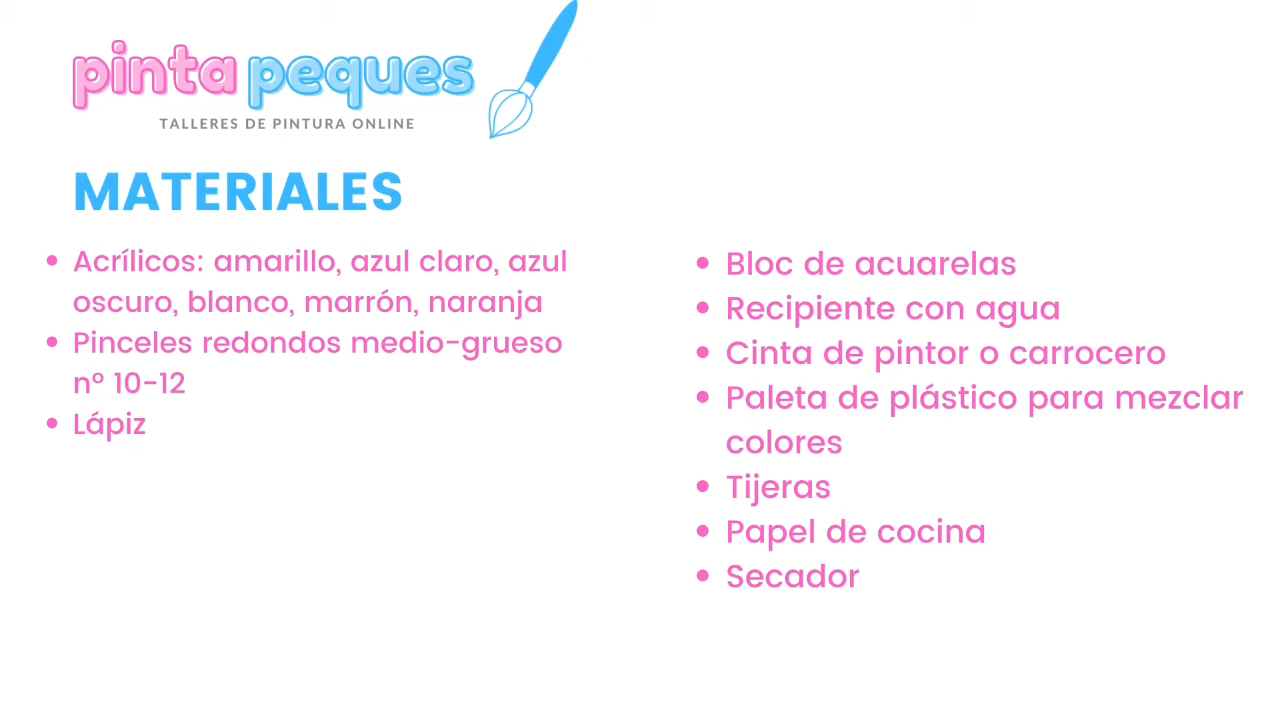 pinta peques
TALLERES DE PINTURA ONLINE
MATERIALES
• Acrílicos: amarillo, azul claro, azul
oscuro, blanco, marrón, naranja
• Pinceles redondos medio-grueso
nº 10-12
• Lápiz
• Bloc de acuarelas
• Recipiente con agua
• Cinta de pintor o carrocero
• Paleta de plástico para mezclar
colores
• Tijeras
• Papel de cocina
• Secador